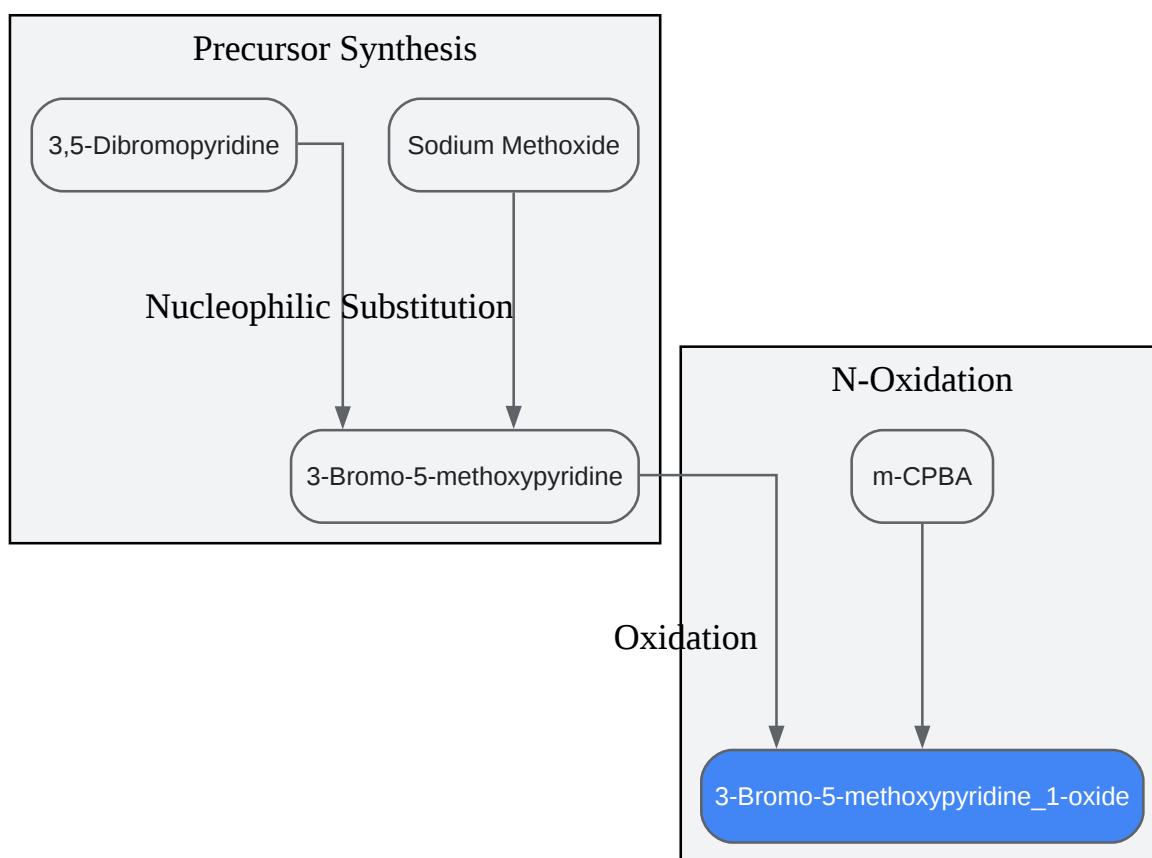 Precursor Synthesis
3,5-Dibromopyridine
Sodium Methoxide
Nucleophilic Substitution
3-Bromo-5-methoxypyridine
N-Oxidation
m-CPBA
Oxidation
3-Bromo-5-methoxypyridine_1-oxide